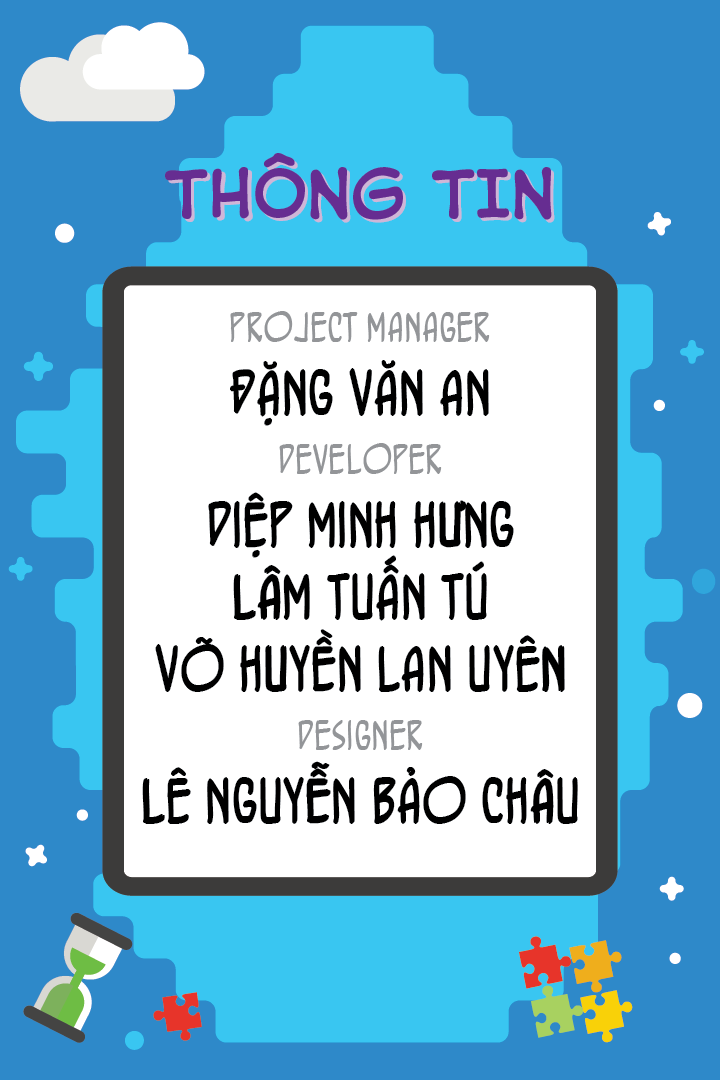 THÔNG TIN
PROJECT MANAGER
ĐẶNG VĂN AN
DEVELOPER
DIỆP MINH HƯNG
LÂM TUẤN TÚ
VÕ HUYỀN LAN UYÊN
DESIGNER
LÊ NGUYỄN BẢO CHÂU